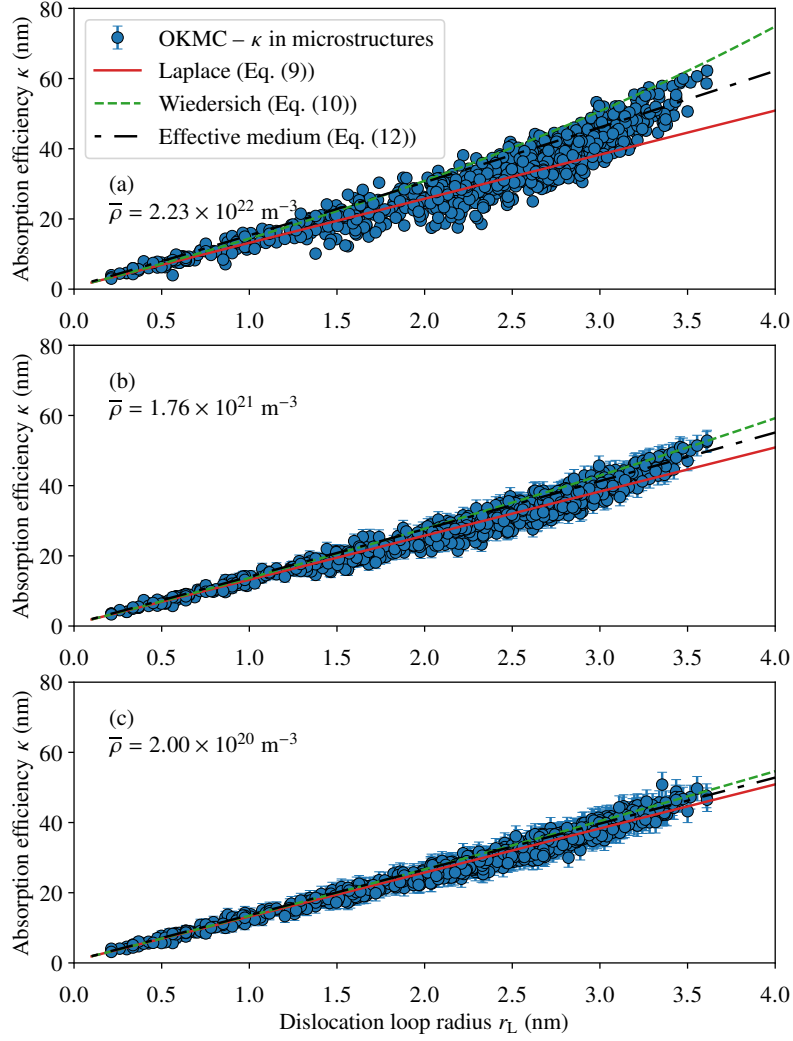 80
60
40
20
0
Absorption efficiency κ (nm)
OKMC – κ in microstructures
Laplace (Eq. (9))
Wiedersich (Eq. (10))
Effective medium (Eq. (12))
(a)
ρ̅ = 2.23 × 10²² m⁻³
0.0 0.5 1.0 1.5 2.0 2.5 3.0 3.5 4.0
80
60
40
20
0
Absorption efficiency κ (nm)
(b)
ρ̅ = 1.76 × 10²¹ m⁻³
0.0 0.5 1.0 1.5 2.0 2.5 3.0 3.5 4.0
80
60
40
20
0
Absorption efficiency κ (nm)
(c)
ρ̅ = 2.00 × 10²⁰ m⁻³
0.0 0.5 1.0 1.5 2.0 2.5 3.0 3.5 4.0
Dislocation loop radius r_L (nm)